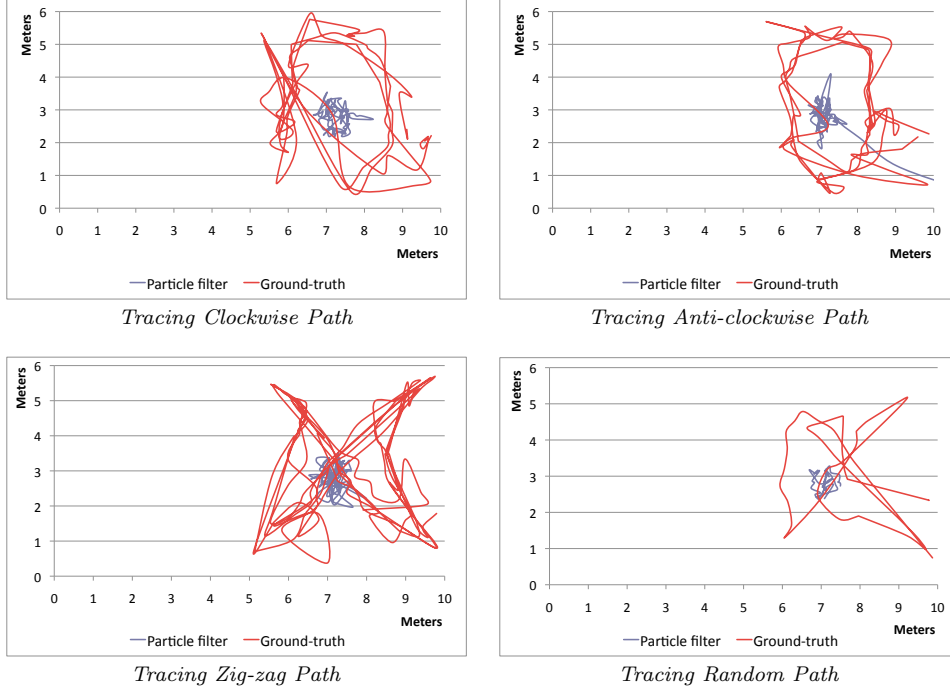 Meters
6
5
4
3
2
1
0
0 1 2 3 4 5 6 7 8 9 10
Meters
Particle filter Ground-truth
Tracing Clockwise Path
Meters
6
5
4
3
2
1
0
0 1 2 3 4 5 6 7 8 9 10
Meters
Particle filter Ground-truth
Tracing Anti-clockwise Path
Meters
6
5
4
3
2
1
0
0 1 2 3 4 5 6 7 8 9 10
Meters
Particle filter Ground-truth
Tracing Zig-zag Path
Meters
6
5
4
3
2
1
0
0 1 2 3 4 5 6 7 8 9 10
Meters
Particle filter Ground-truth
Tracing Random Path